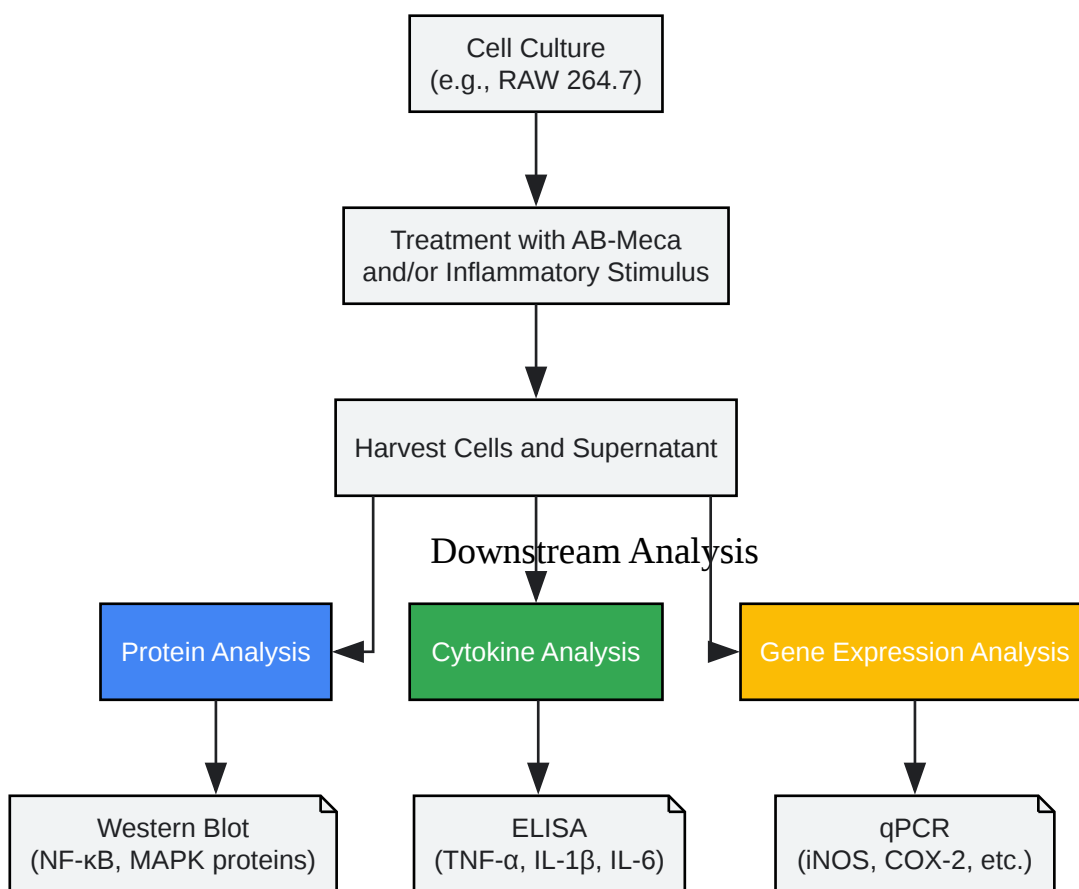 Cell Culture
(e.g., RAW 264.7)
Treatment with AB-Meca
and/or Inflammatory Stimulus
Harvest Cells and Supernatant
Downstream Analysis
Protein Analysis
Cytokine Analysis
Gene Expression Analysis
Western Blot
(NF-κB, MAPK proteins)
ELISA
(TNF-α, IL-1β, IL-6)
qPCR
(iNOS, COX-2, etc.)